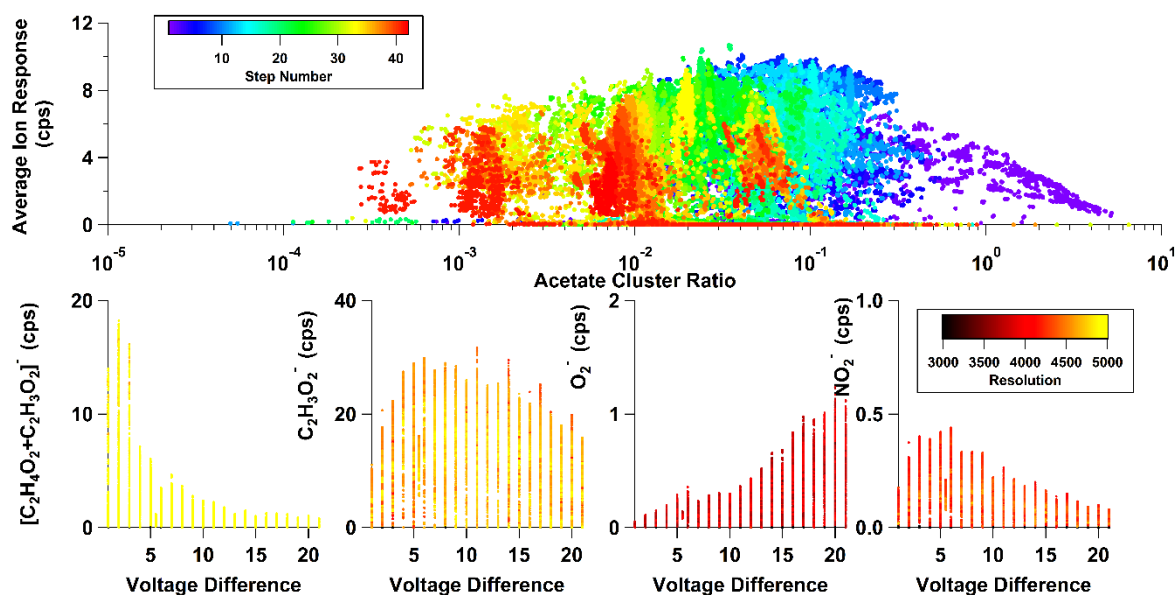 12
8
4
0
Average Ion Response
(cps)
10 20 30 40
Step Number
10^-5 10^-4 10^-3 10^-2 10^-1 10^0 10^1
Acetate Cluster Ratio
20
10
0
[C2H4O2+C2H3O2]^- (cps)
5 10 15 20
Voltage Difference
40
20
0
C2H3O2^- (cps)
5 10 15 20
Voltage Difference
2
1
0
O2^- (cps)
5 10 15 20
Voltage Difference
1.0
0.5
0.0
NO2^- (cps)
3000 3500 4000 4500 5000
Resolution
5 10 15 20
Voltage Difference